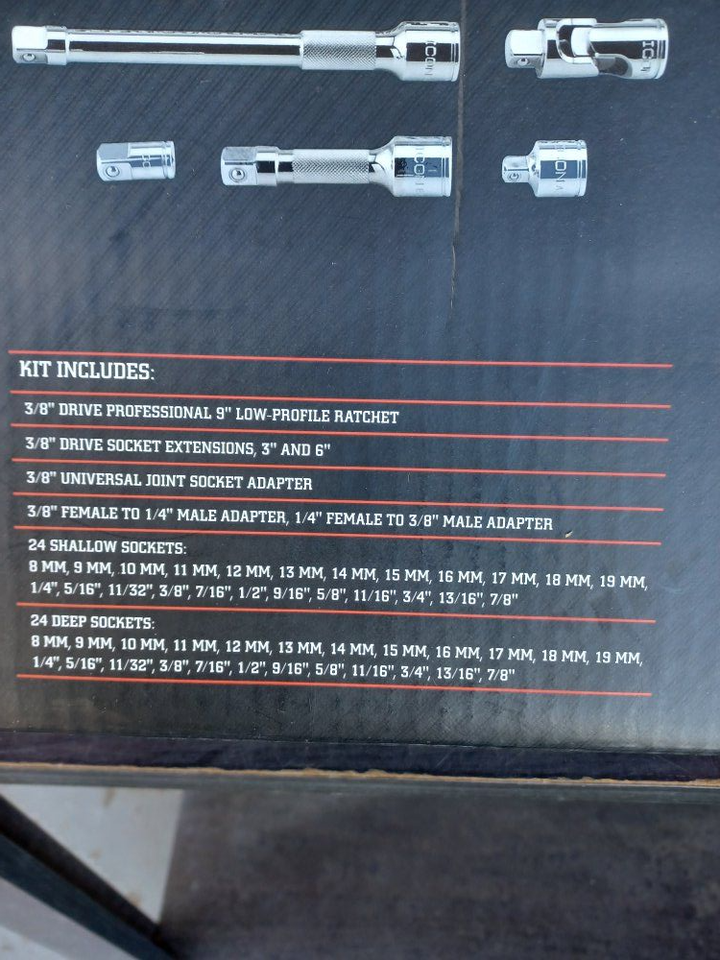 ICON
ICON
ICON
ICON
KIT INCLUDES:
3/8" DRIVE PROFESSIONAL 9" LOW-PROFILE RATCHET
3/8" DRIVE SOCKET EXTENSIONS, 3" AND 6"
3/8" UNIVERSAL JOINT SOCKET ADAPTER
3/8" FEMALE TO 1/4" MALE ADAPTER, 1/4" FEMALE TO 3/8" MALE ADAPTER
24 SHALLOW SOCKETS:
8 MM, 9 MM, 10 MM, 11 MM, 12 MM, 13 MM, 14 MM, 15 MM, 16 MM, 17 MM, 18 MM, 19 MM,
1/4", 5/16", 11/32", 3/8", 7/16", 1/2", 9/16", 5/8", 11/16", 3/4", 13/16", 7/8"
24 DEEP SOCKETS:
8 MM, 9 MM, 10 MM, 11 MM, 12 MM, 13 MM, 14 MM, 15 MM, 16 MM, 17 MM, 18 MM, 19 MM,
1/4", 5/16", 11/32", 3/8", 7/16", 1/2", 9/16", 5/8", 11/16", 3/4", 13/16", 7/8"